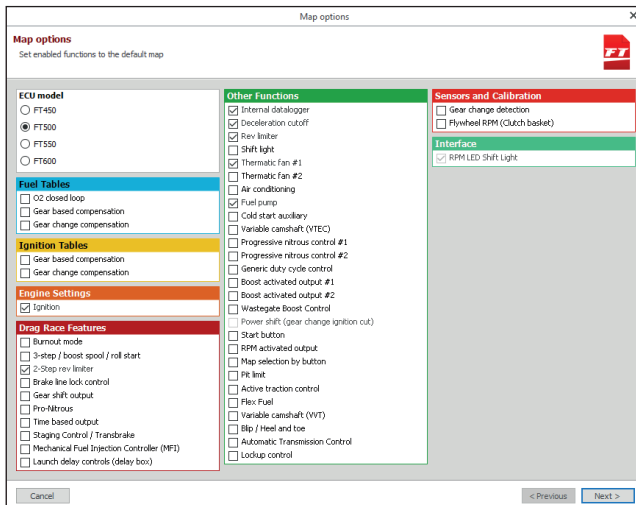 Map options
X
Map options
Set enabled functions to the default map
FT
ECU model
FT450
FT500
FT550
FT600
Fuel Tables
O2 closed loop
Gear based compensation
Gear change compensation
Ignition Tables
Gear based compensation
Gear change compensation
Engine Settings
Ignition
Drag Race Features
Burnout mode
3-step / boost spool / roll start
2-Step rev limiter
Brake line lock control
Gear shift output
Pro-Nitrous
Time based output
Staging Control / Transbrake
Mechanical Fuel Injection Controller (MFI)
Launch delay controls (delay box)
Other Functions
Internal datalogger
Deceleration cutoff
Rev limiter
Shift light
Thematic fan #1
Thematic fan #2
Air conditioning
Fuel pump
Cold start auxiliary
Variable camshaft (VTEC)
Progressive nitrous control #1
Progressive nitrous control #2
Generic duty cycle control
Boost activated output #1
Boost activated output #2
Wastegate Boost Control
Power shift (gear change ignition cut)
Start button
RPM activated output
Map selection by button
Pit limit
Active traction control
Flex Fuel
Variable camshaft (VVT)
Blip / Heel and toe
Automatic Transmission Control
Lockup control
Sensors and Calibration
Gear change detection
Flywheel RPM (Clutch basket)
Interface
RPM LED Shift Light
Cancel
< Previous
Next >